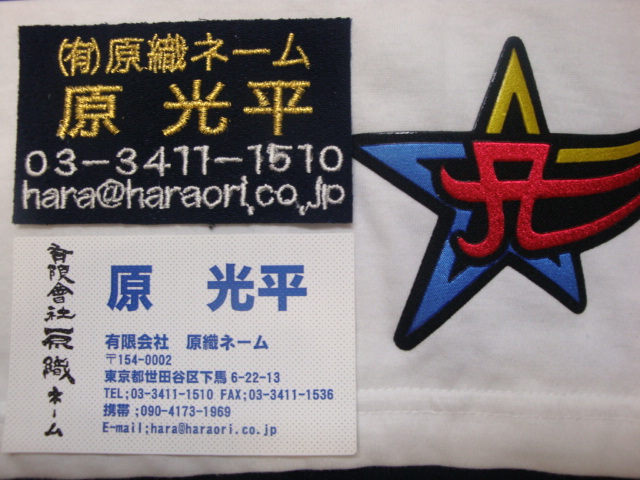 ㈲原織ネーム
原 光平
03-3411-1510
hara@haraori.co.jp
有限會社 原織ネーム
原 光平
有限会社 原織ネーム
〒154-0002
東京都世田谷区下馬 6-22-13
TEL;03-3411-1510 FAX;03-3411-1536
携帯;090-4173-1969
E-mail;hara@haraori.co.jp